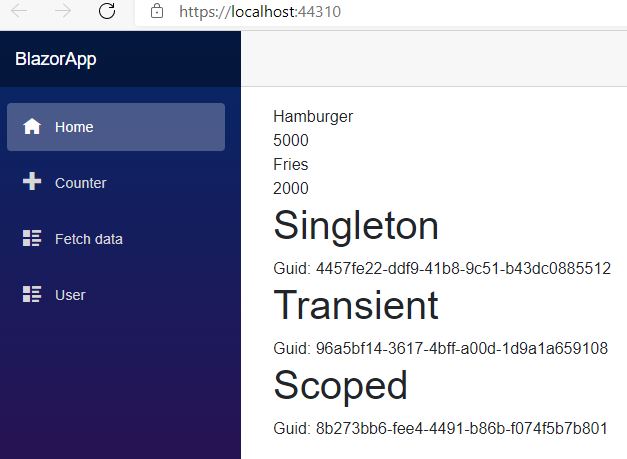 https://localhost:44310
BlazorApp
Home
Counter
Fetch data
User
Hamburger
5000
Fries
2000
Singleton
Guid: 4457fe22-ddf9-41b8-9c51-b43dc0885512
Transient
Guid: 96a5bf14-3617-4bff-a00d-1d9a1a659108
Scoped
Guid: 8b273bb6-fee4-4491-b86b-f074f5b7b801